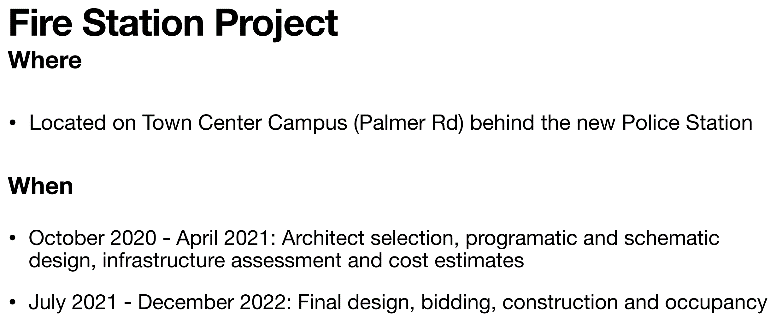 Fire Station Project
Where
• Located on Town Center Campus (Palmer Rd) behind the new Police Station
When
• October 2020 - April 2021: Architect selection, programatic and schematic
design, infrastructure assessment and cost estimates
• July 2021 - December 2022: Final design, bidding, construction and occupancy